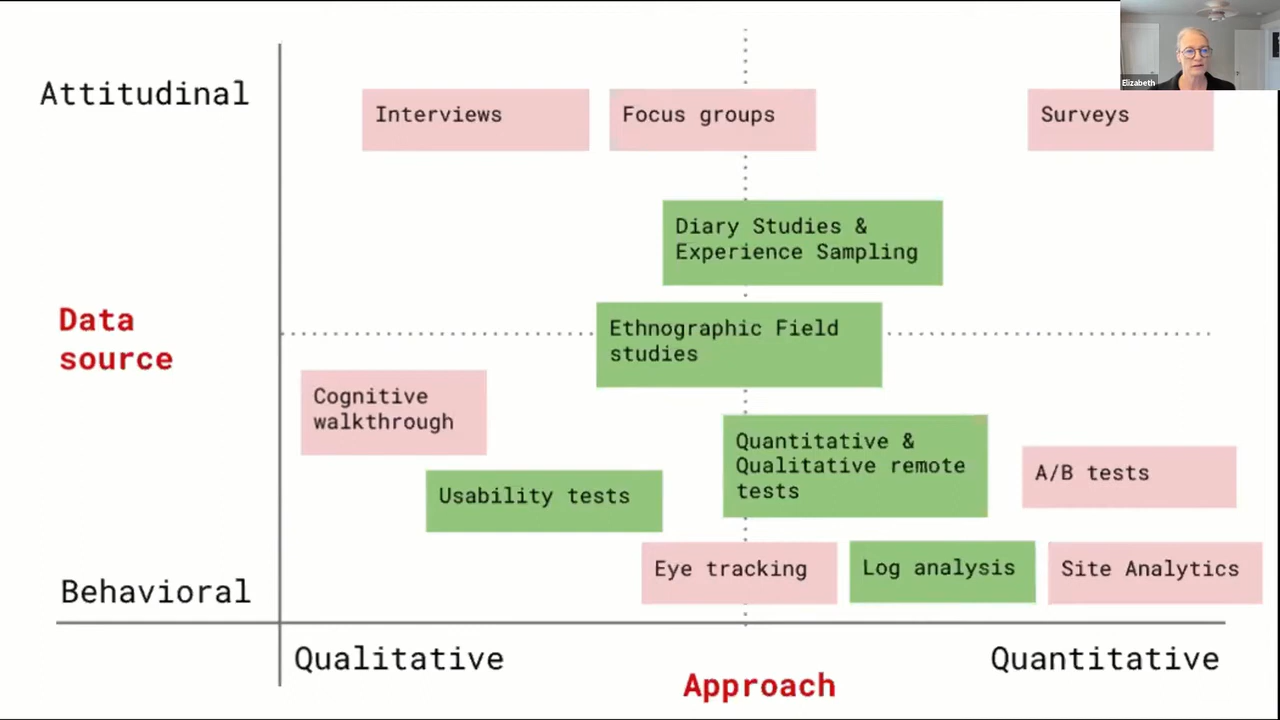 Elizabeth
Attitudinal
Interviews
Focus groups
Surveys
Diary Studies &
Experience Sampling
Data
source
Ethnographic Field
studies
Cognitive
walkthrough
Quantitative &
Qualitative remote
tests
A/B tests
Usability tests
Eye tracking
Log analysis
Site Analytics
Behavioral
Qualitative
Quantitative
Approach